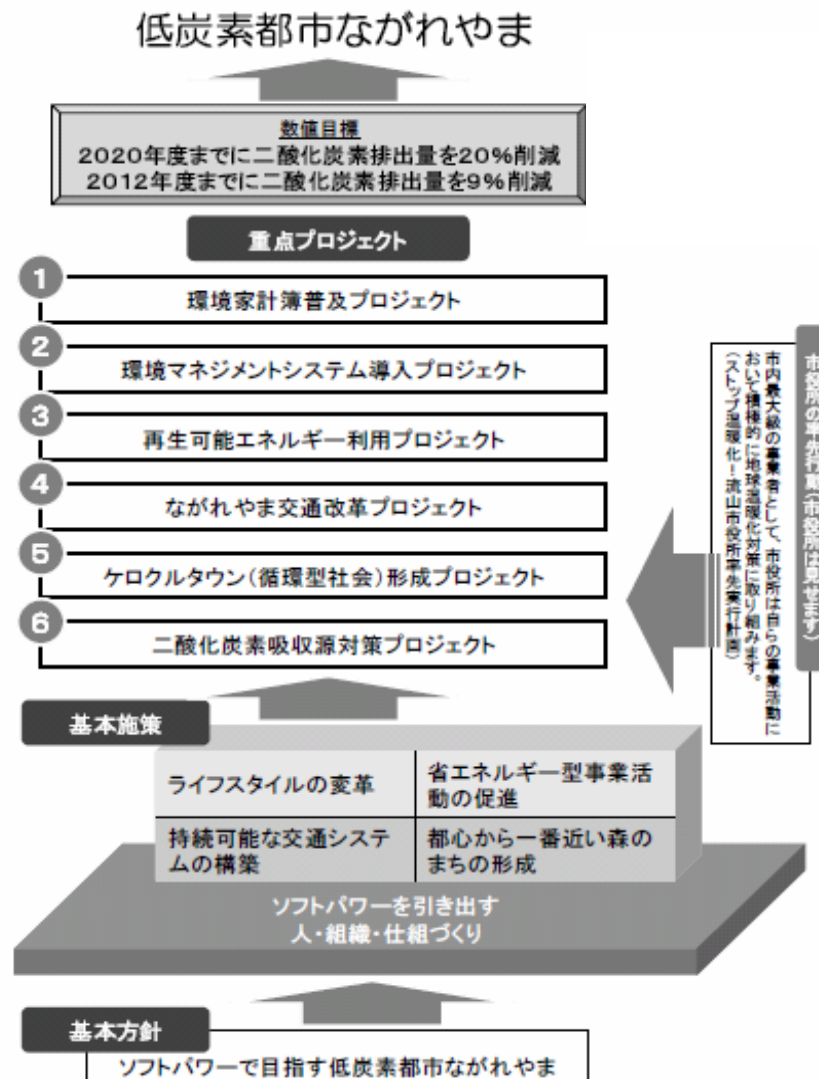 低炭素都市ながれやま
数値目標
2020年度までに二酸化炭素排出量を20%削減
2012年度までに二酸化炭素排出量を9%削減
重点プロジェクト
1
環境家計簿普及プロジェクト
2
環境マネジメントシステム導入プロジェクト
3
再生可能エネルギー利用プロジェクト
4
ながれやま交通改革プロジェクト
5
ケロクルタウン(循環型社会)形成プロジェクト
6
二酸化炭素吸収源対策プロジェクト
市役所の率先行動(市役所は見せます)
市内最大級の事業者として、市役所は自らの事業活動に
おいて積極的に地球温暖化対策に取り組みます。
(ストップ温暖化!流山市役所率先実行計画)
基本施策
ライフスタイルの変革
省エネルギー型事業活
動の促進
持続可能な交通システ
ムの構築
都心から一番近い森の
まちの形成
ソフトパワーを引き出す
人・組織・仕組づくり
基本方針
ソフトパワーで目指す低炭素都市ながれやま